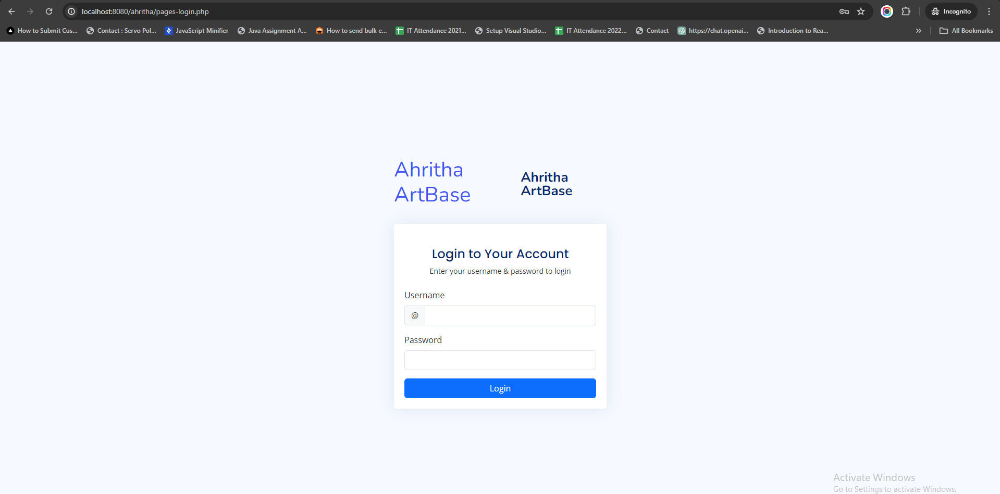 localhost:8080/ahritha/pages-login.php
Incognito
How to Submit Cus...
Contact : Servo Pol...
JavaScript Minifier
Java Assignment A...
How to send bulk e...
IT Attendance 2021...
Setup Visual Studio...
IT Attendance 2022...
Contact
https://chat.openai...
Introduction to Rea...
All Bookmarks
Ahritha
ArtBase
Ahritha
ArtBase
Login to Your Account
Enter your username & password to login
Username
@
Password
Login
Activate Windows
Go to Settings to activate Windows.